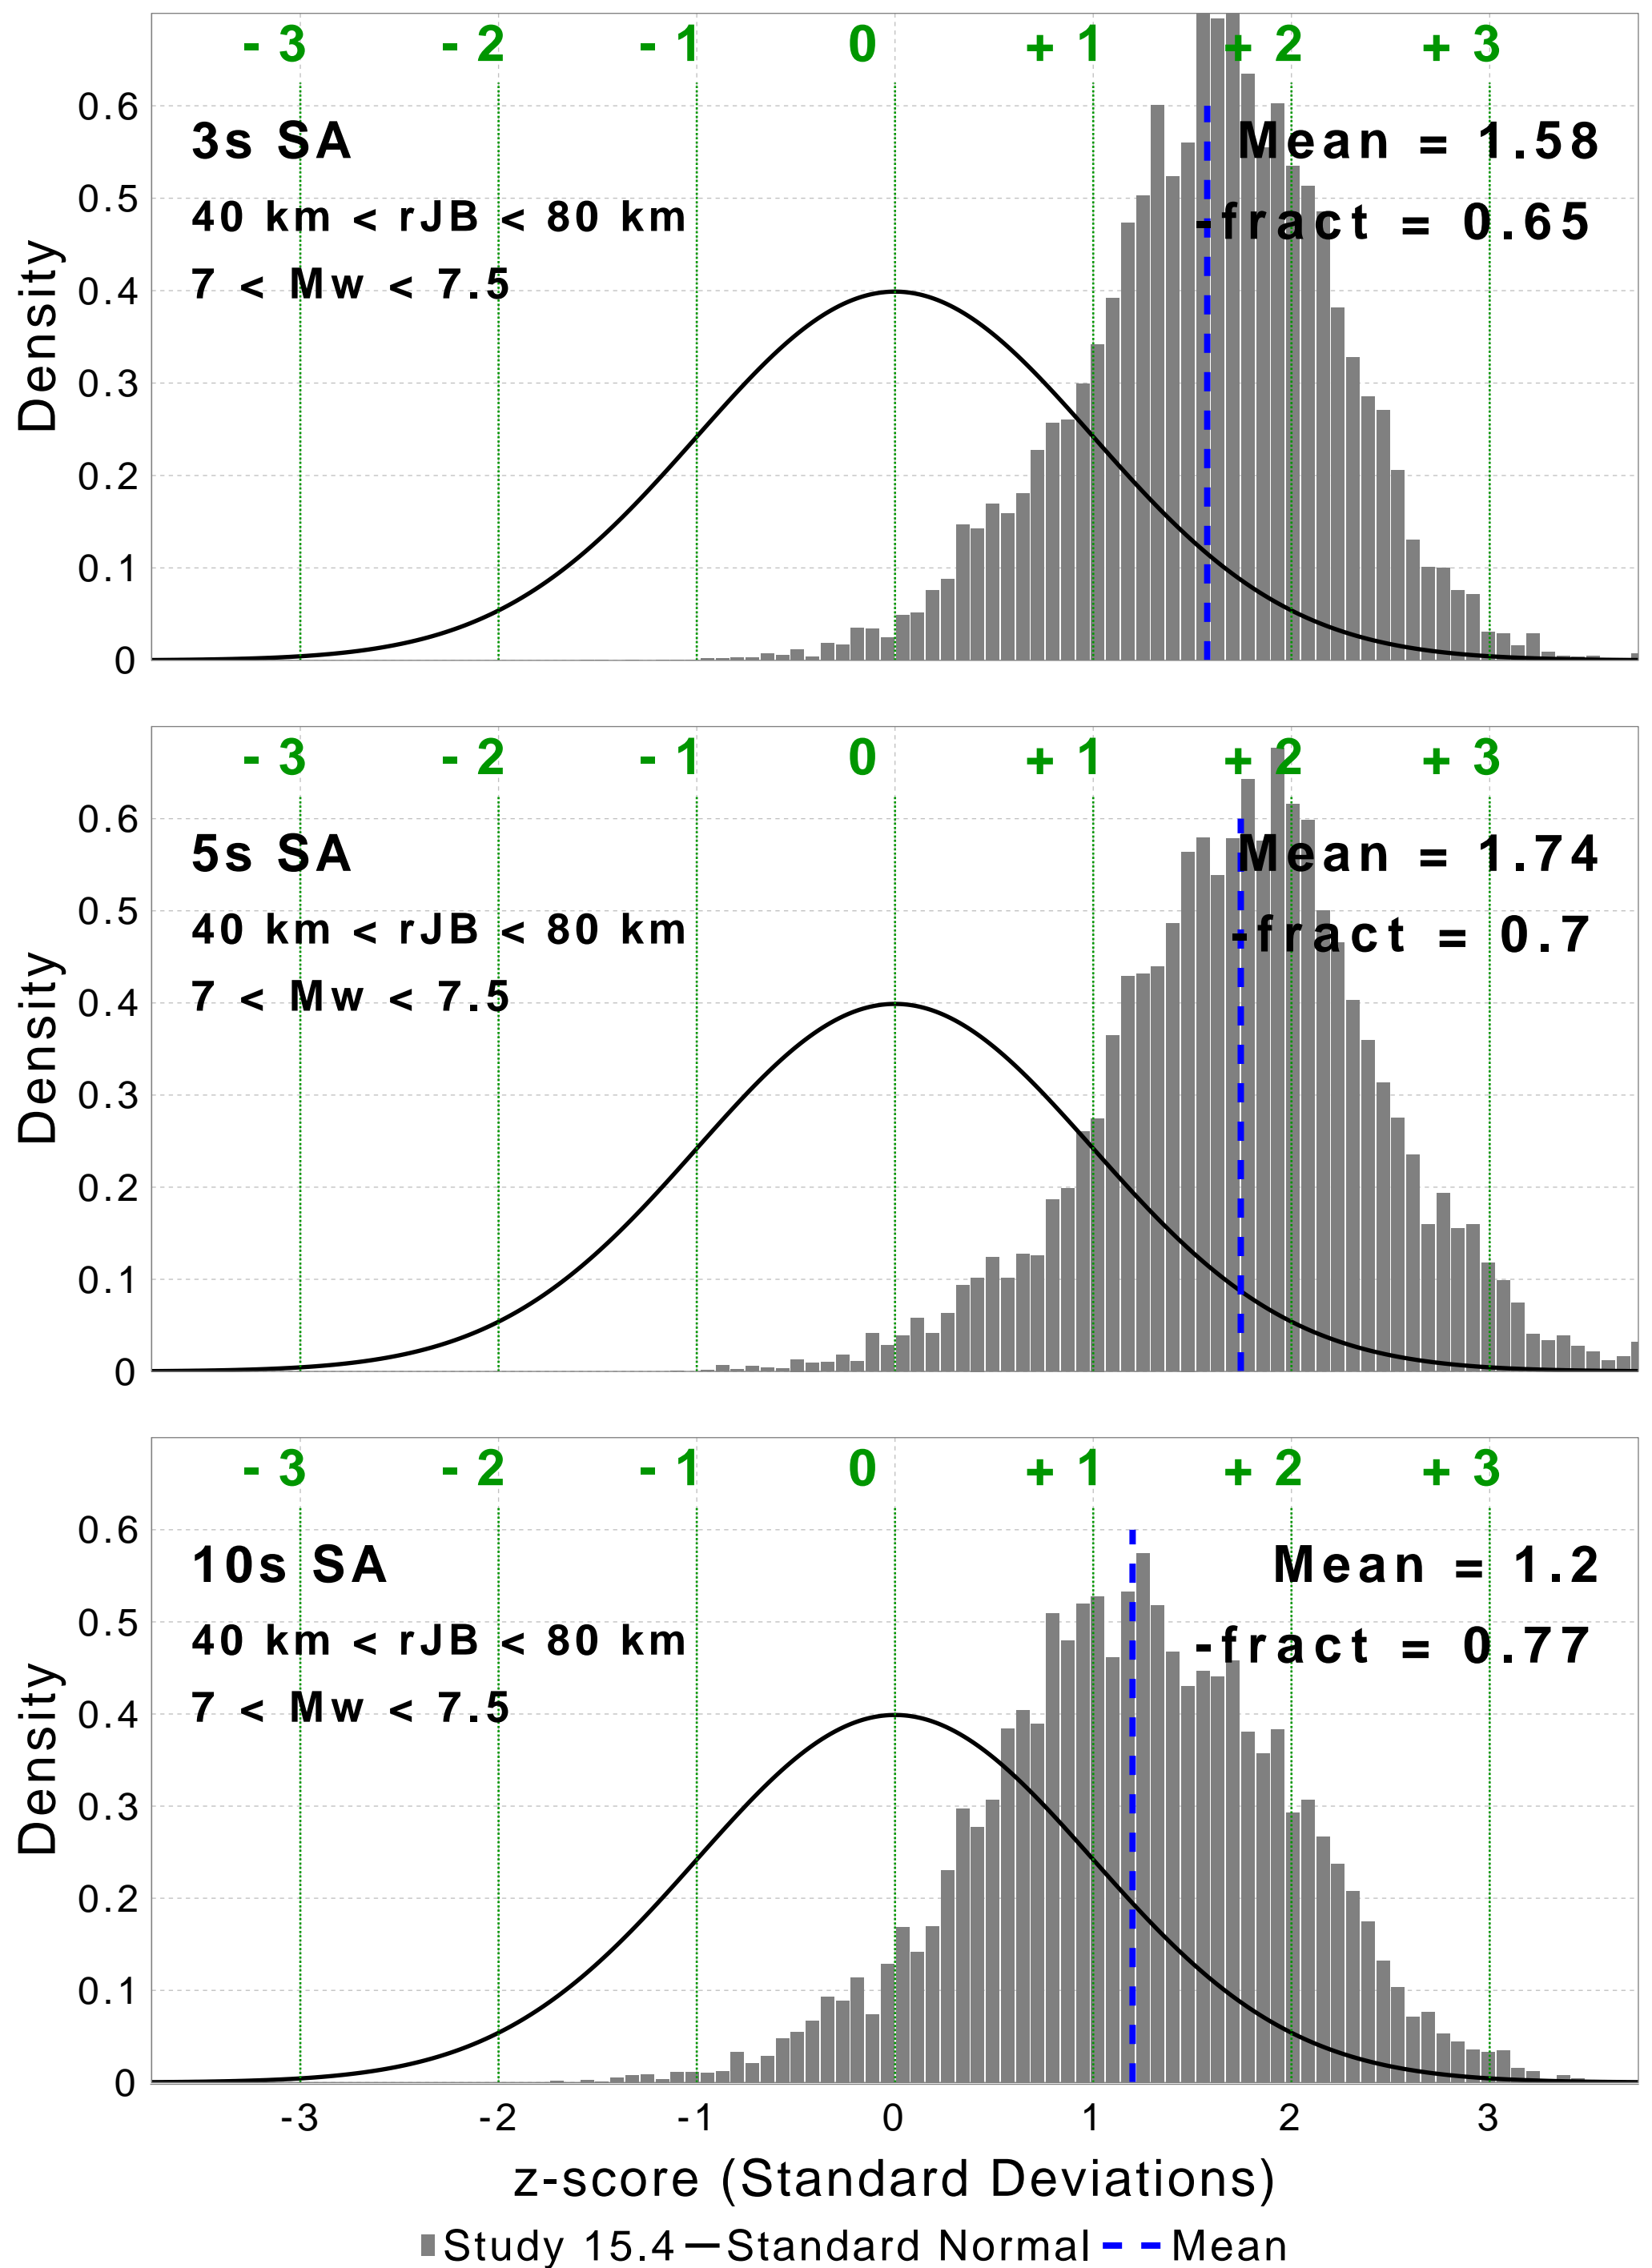 - 3 - 2 - 1 0 + 1 + 2 + 3
0.6
3s SA
Mean = 1.58
0.5
40 km < rJB < 80 km
-fract = 0.65
7 < Mw < 7.5
0.4
Density
0.3
0.2
0.1
0
- 3 - 2 - 1 0 + 1 + 2 + 3
0.6
5s SA
Mean = 1.74
0.5
40 km < rJB < 80 km
-fract = 0.7
7 < Mw < 7.5
0.4
Density
0.3
0.2
0.1
0
- 3 - 2 - 1 0 + 1 + 2 + 3
0.6
10s SA
Mean = 1.2
0.5
40 km < rJB < 80 km
-fract = 0.77
7 < Mw < 7.5
0.4
Density
0.3
0.2
0.1
0
-3 -2 -1 0 1 2 3
z-score (Standard Deviations)
Study 15.4 Standard Normal Mean